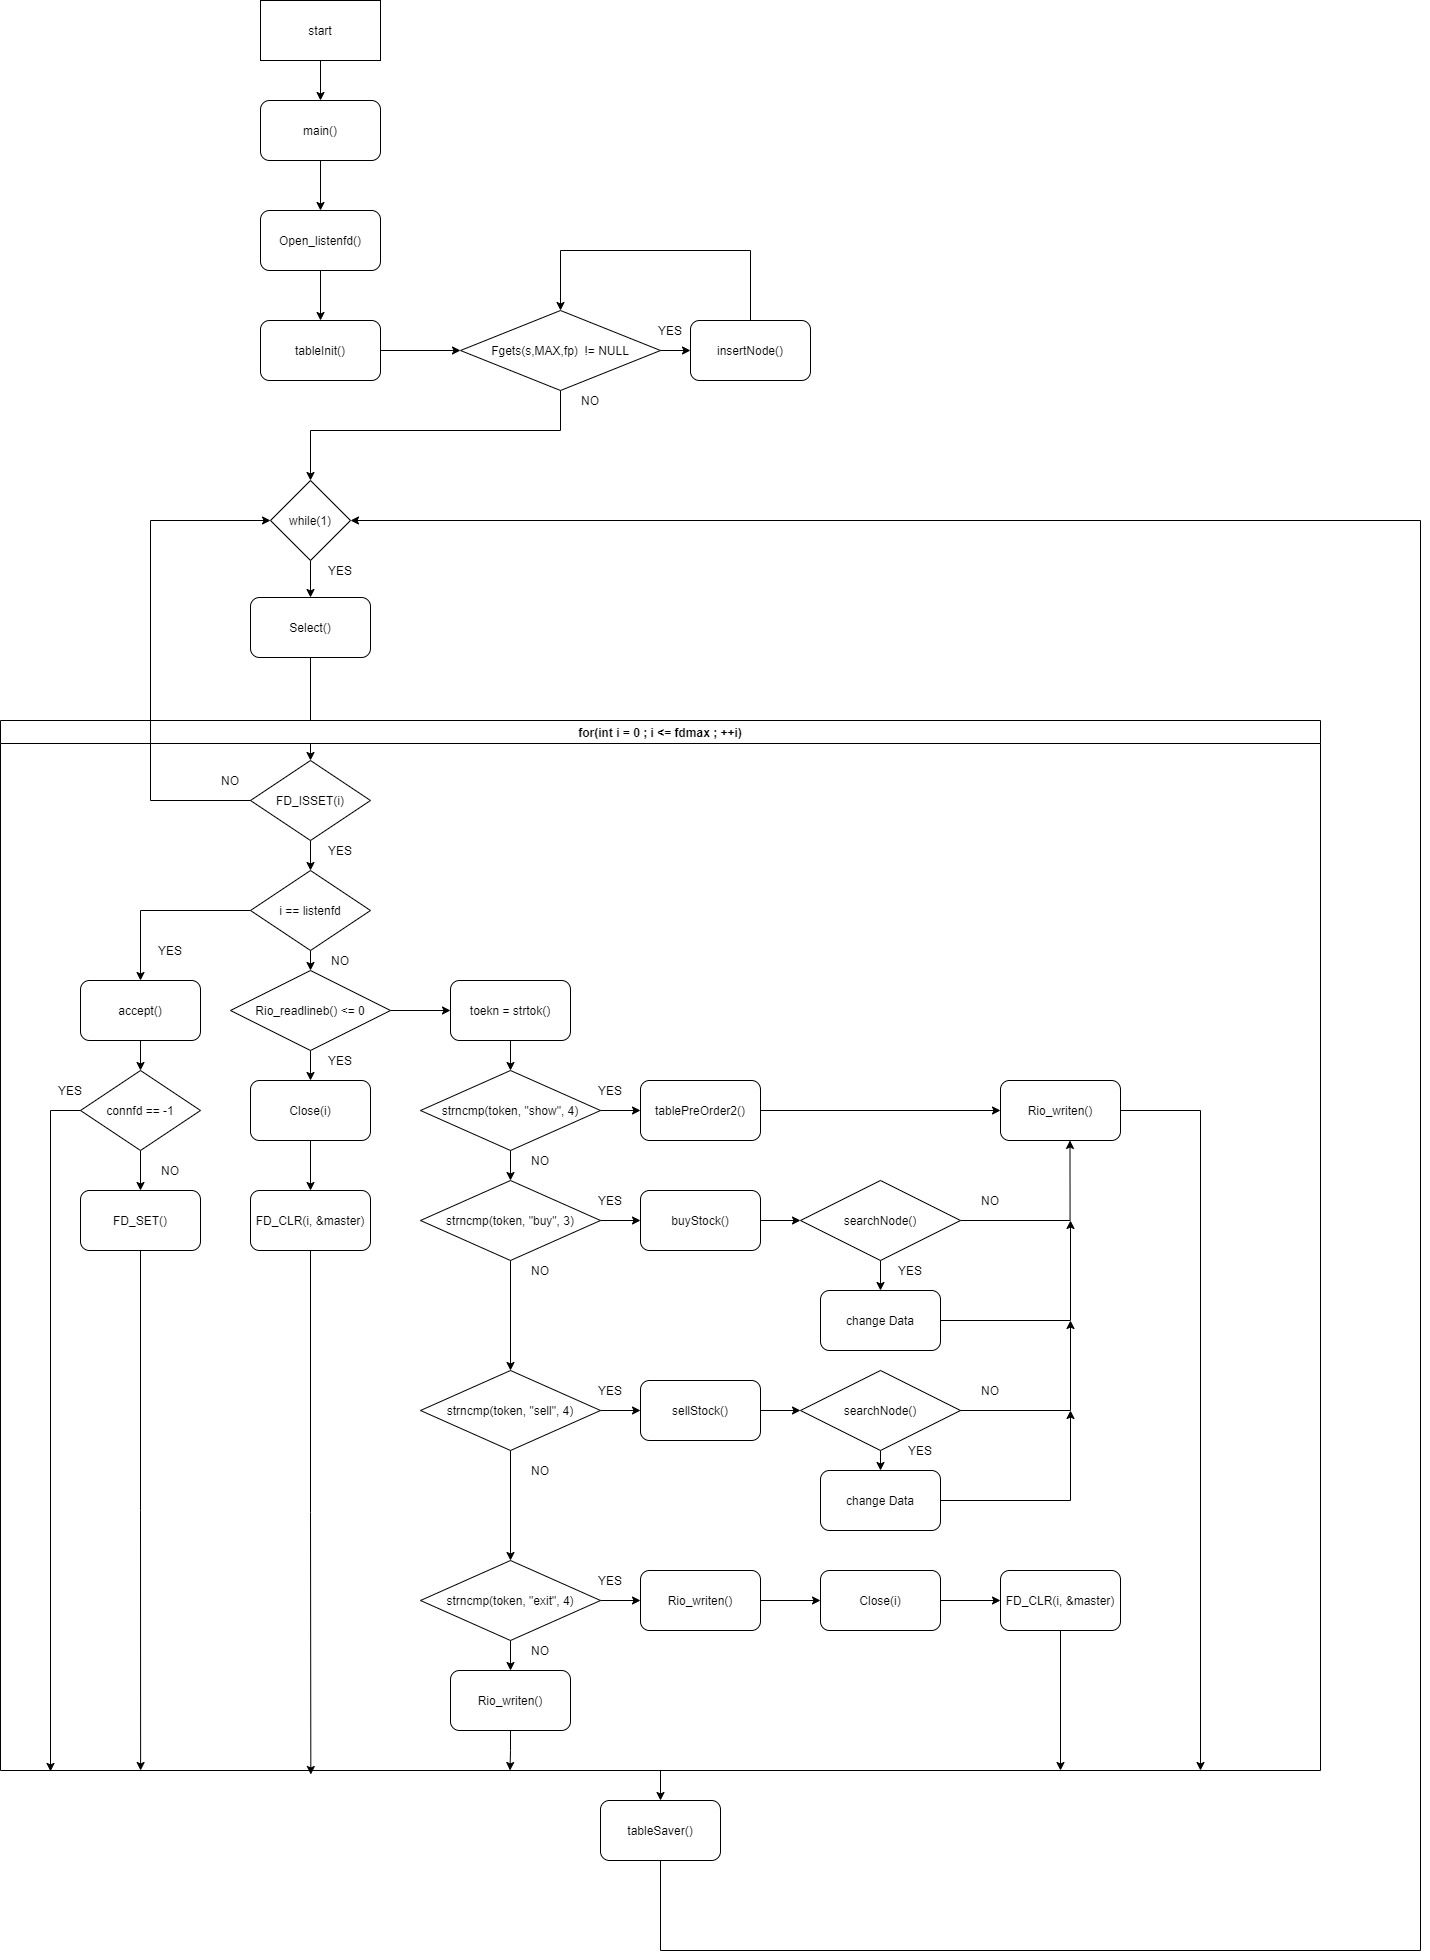 start
main()
Open_listenfd()
tableInit()
Fgets(s,MAX,fp)  != NULL
YES
insertNode()
NO
while(1)
YES
Select()
for(int i = 0 ; i <= fdmax ; ++i)
NO
FD_ISSET(i)
YES
i == listenfd
YES
NO
accept()
Rio_readlineb() <= 0
toekn = strtok()
YES
YES
connfd == -1
Close(i)
strncmp(token, "show", 4)
YES
tablePreOrder2()
Rio_writen()
NO
NO
FD_SET()
FD_CLR(i, &master)
strncmp(token, "buy", 3)
YES
buyStock()
searchNode()
NO
NO
YES
change Data
strncmp(token, "sell", 4)
YES
sellStock()
searchNode()
NO
YES
NO
change Data
strncmp(token, "exit", 4)
YES
Rio_writen()
Close(i)
FD_CLR(i, &master)
NO
Rio_writen()
tableSaver()